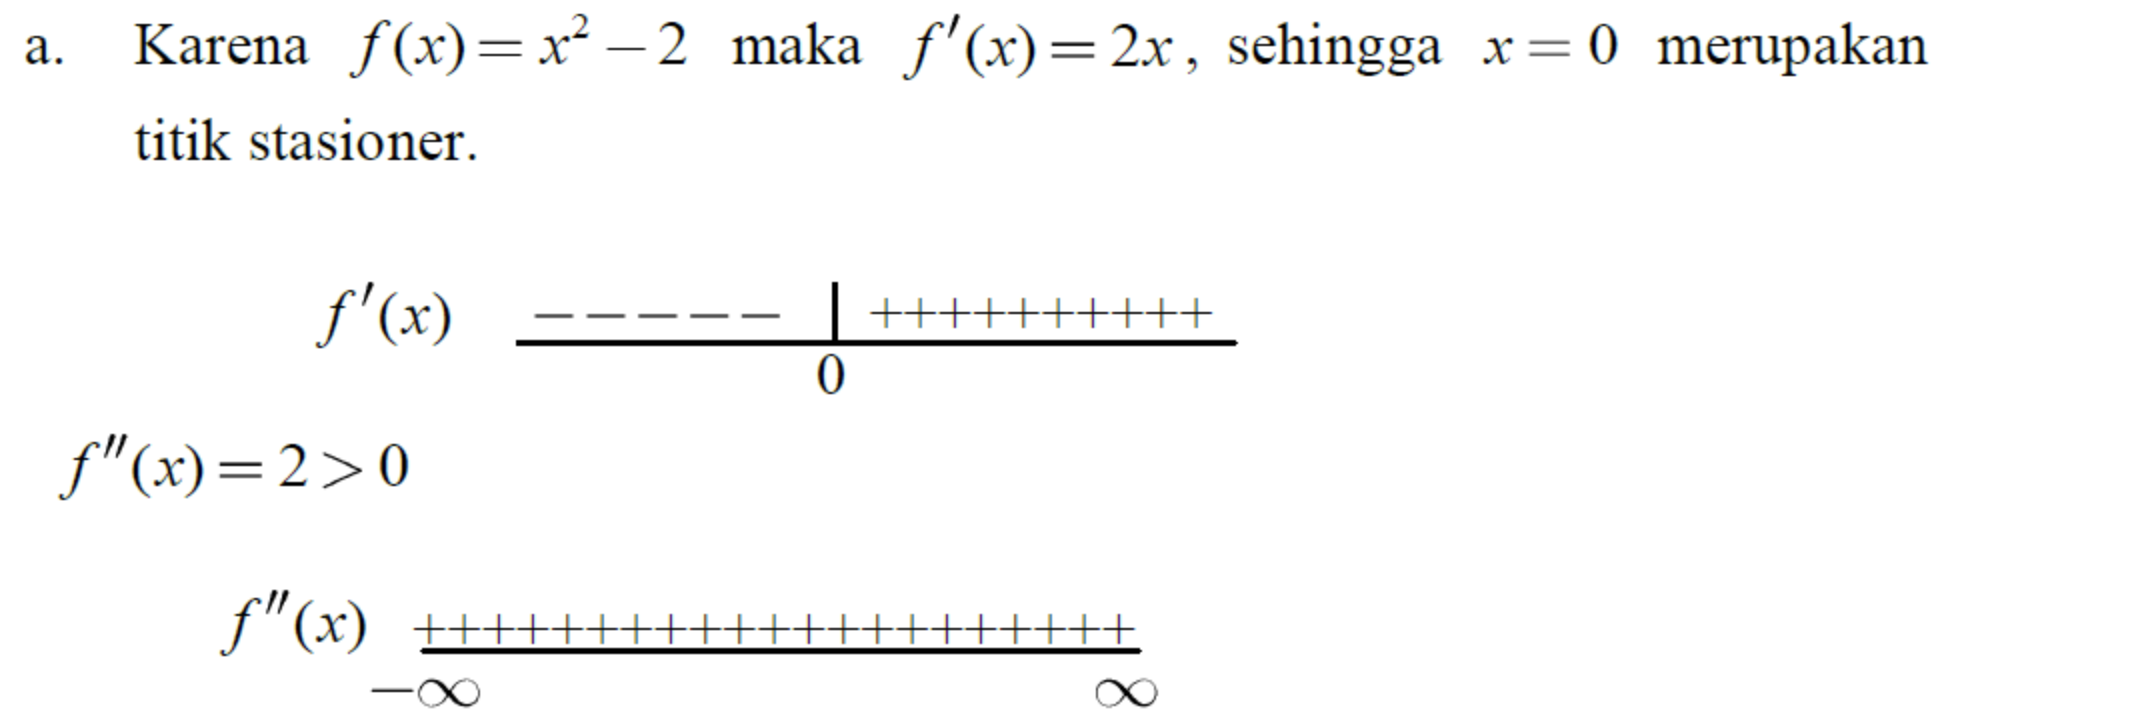 a. Karena f(x) = x² – 2 maka f′(x) = 2x, sehingga x = 0 merupakan
titik stasioner.
f′(x) – – – – – | ++++++++++
0
f″(x) = 2 > 0
f″(x) +++++++++++++++++++++
–∞ ∞